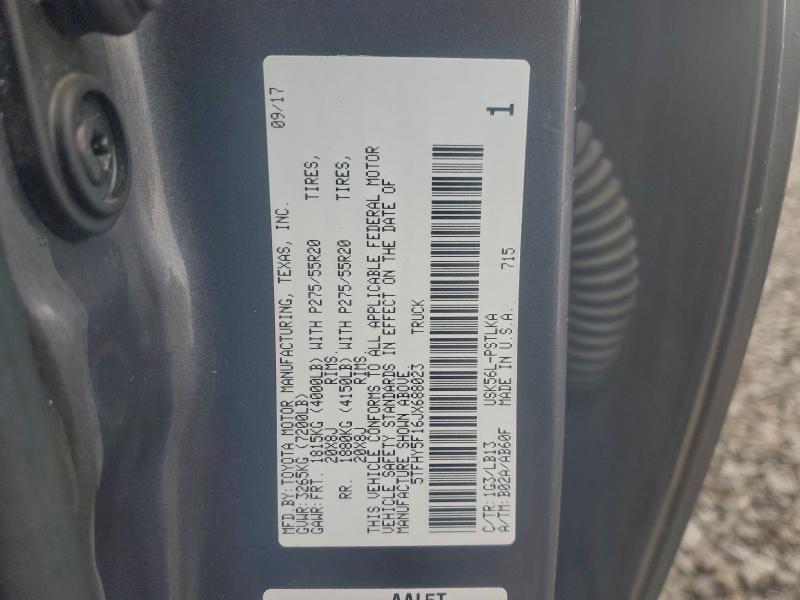 MFD.BY:TOYOTA MOTOR MANUFACTURING, TEXAS, INC. 09/17
GVWR:3265KG (7200LB)
GAWR:FRT. 1815KG (4000LB) WITH P275/55R20 TIRES,
20X8J RIMS.
RR. 1880KG (4150LB) WITH P275/55R20 TIRES,
20X8J RIMS.
THIS VEHICLE CONFORMS TO ALL APPLICABLE FEDERAL MOTOR
VEHICLE SAFETY STANDARDS IN EFFECT ON THE DATE OF
MANUFACTURE SHOWN ABOVE.
5TFHY5F16JX688023 TRUCK
C/TR:1G3/LB13 USK56L-PSTLKA 715
A/TM:B02A/AB60F MADE IN U.S.A. 1